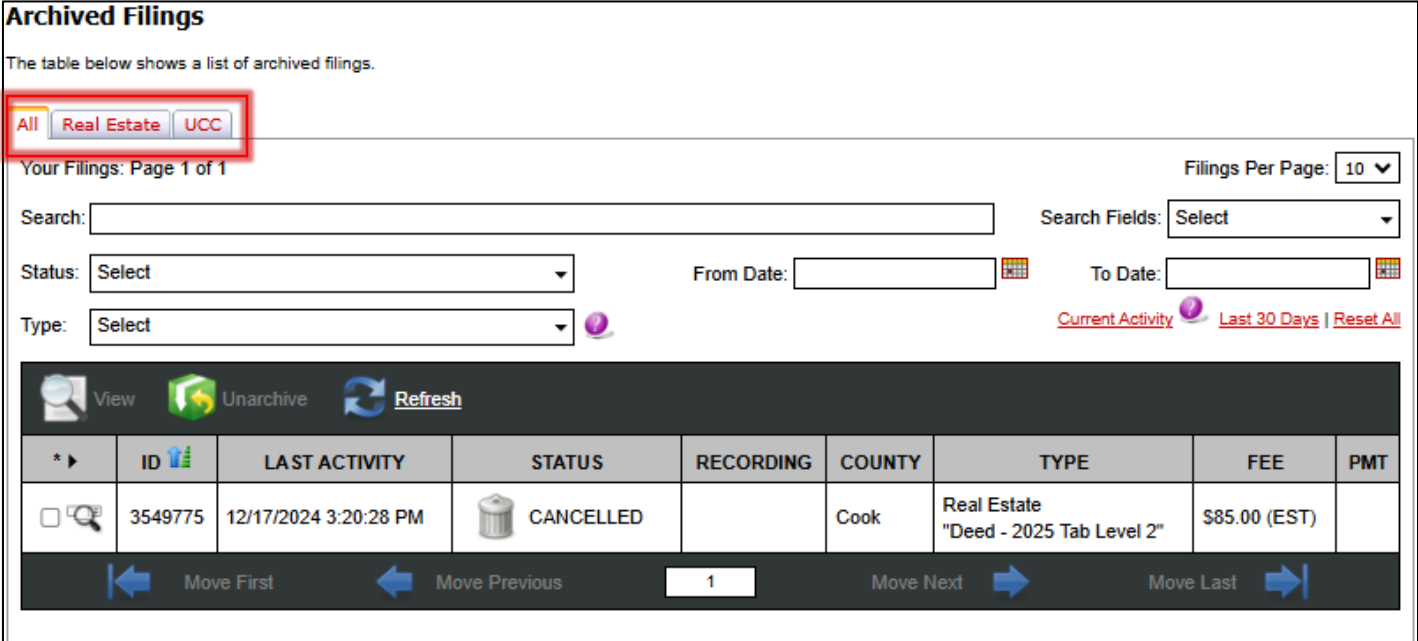 Archived Filings
The table below shows a list of archived filings.
All Real Estate UCC
Your Filings: Page 1 of 1 Filings Per Page: 10
Search: Search Fields: Select
Status: Select From Date: To Date:
Type: Select ? Current Activity ? Last 30 Days | Reset All
View Unarchive Refresh
* ID LAST ACTIVITY STATUS RECORDING COUNTY TYPE FEE PMT
3549775 12/17/2024 3:20:28 PM CANCELLED Cook Real Estate $85.00 (EST)
"Deed - 2025 Tab Level 2"
Move First Move Previous 1 Move Next Move Last